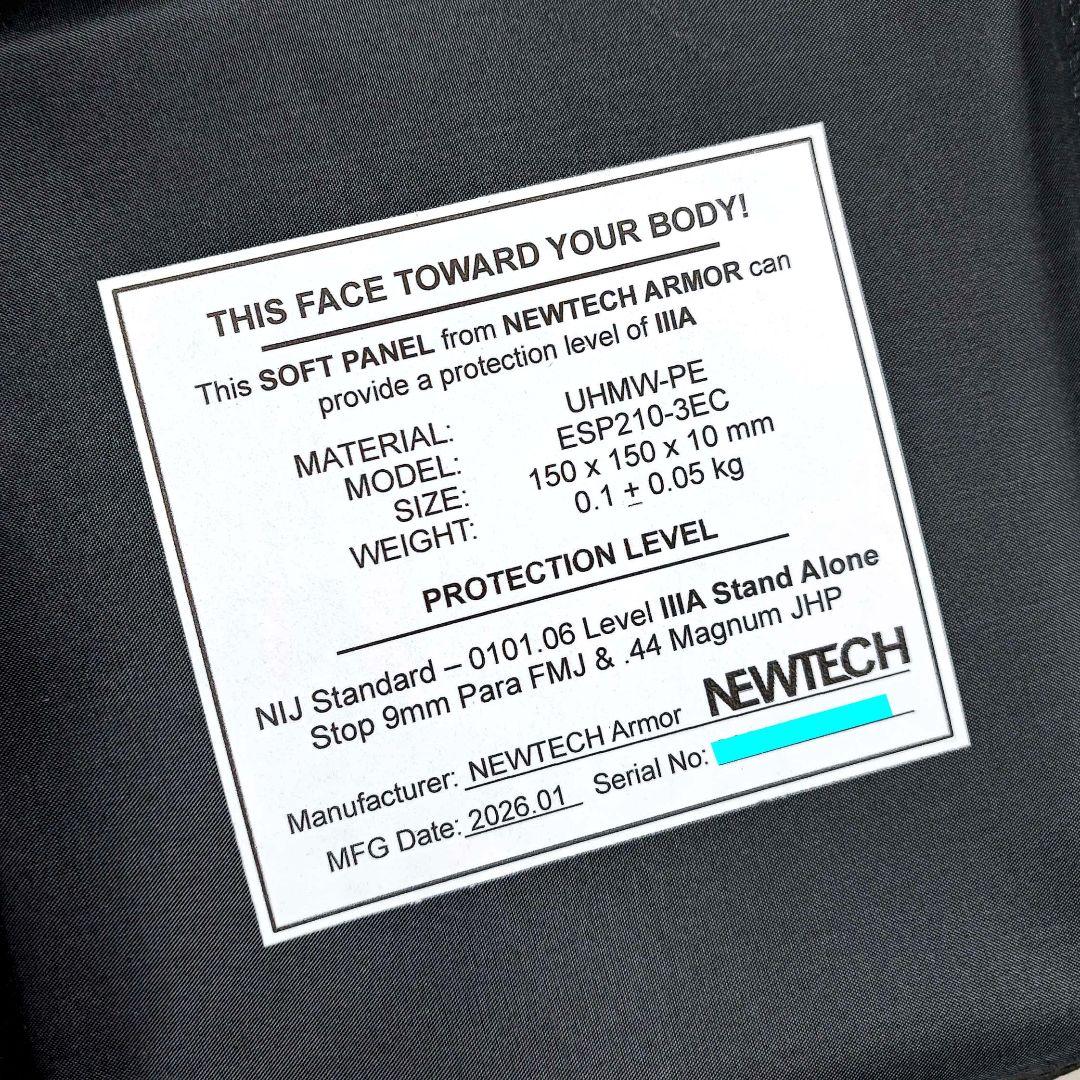 THIS FACE TOWARD YOUR BODY!
This SOFT PANEL from NEWTECH ARMOR can
provide a protection level of IIIA
MATERIAL: UHMW-PE
MODEL: ESP210-3EC
SIZE: 150 x 150 x 10 mm
WEIGHT: 0.1 ± 0.05 kg
PROTECTION LEVEL
NIJ Standard – 0101.06 Level IIIA Stand Alone
Stop 9mm Para FMJ & .44 Magnum JHP
Manufacturer: NEWTECH Armor NEWTECH
MFG Date: 2026.01 Serial No: